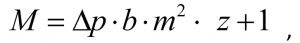 M = Δp · b · m² · z + 1 ,